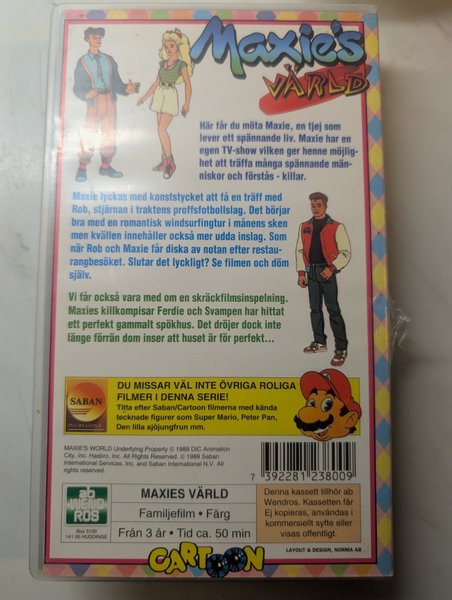 Maxie's
VÄRLD
Här får du möta Maxie, en tjej som
lever ett spännande liv. Maxie har en
egen TV-show vilken ger henne möjlig-
het att träffa många spännande män-
niskor och förstås - killar.
Maxie lyckas med konststycket att få en träff med
Rob, stjärnan i traktens proffsfotbollslag. Det börjar
bra med en romantisk windsurfingtur i månens sken
men kvällen innehåller också mer udda inslag. Som
när Rob och Maxie får diska av notan efter restau-
rangbesöket. Slutar det lyckligt? Se filmen och döm
själv.
Vi får också vara med om en skräckfilmsinspelning.
Maxies killkompisar Ferdie och Svampen har hittat
ett perfekt gammalt spökhus. Det dröjer dock inte
länge förrän dom inser att huset är för perfekt...
SABAN
INTERNATIONAL
DU MISSAR VÄL INTE ÖVRIGA ROLIGA
FILMER I DENNA SERIE!
Titta efter Saban/Cartoon filmerna med kända
tecknade figurer som Super Mario, Peter Pan,
Den lilla sjöjungfrun mm.
MAXIE'S WORLD Underlying Property © 1989 DIC Animation
City, Inc. Hasbro, Inc. All Rights Reserved. © 1989 Saban
International Services, Inc. and Saban International N.V. All
rights reserved.
7 392281 238009
ab
WENDROS
Box 5100
141 05 HUDDINGE
MAXIES VÄRLD
Familjefilm • Färg
Från 3 år • Tid ca. 50 min
Denna kassett tillhör ab
Wendros. Kassetten får
Ej kopieras, användas i
kommersiellt syfte eller
visas offentligt.
CARTOON
LAYOUT & DESIGN, NORMA AB